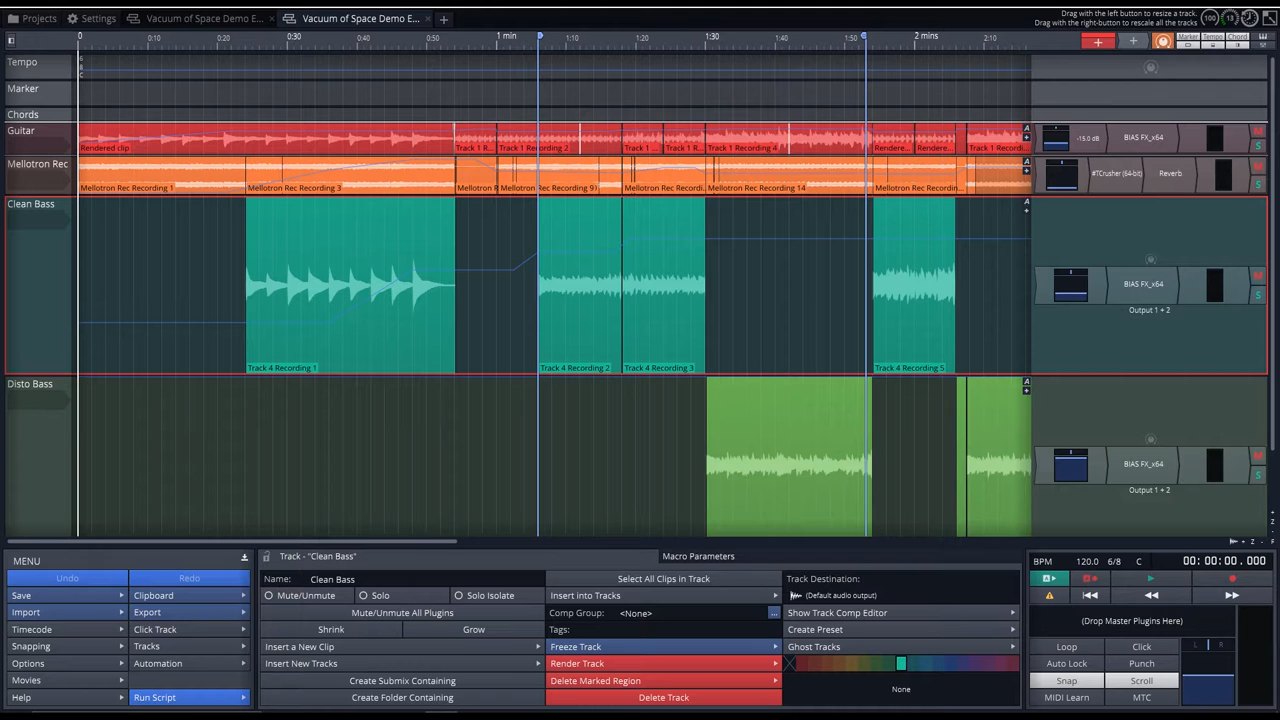 Projects Settings Vacuum of Space Demo E... × Vacuum of Space Demo E... × +
Drag with the left button to resize a track.
Drag with the right-button to rescale all the tracks.
100 13
0 0:10 0:30 0:40 0:50 1 min 1:10 1:30 1:50 2 mins 2:10
Marker Tempo Chord
Tempo
6
8
C
Marker
Chords
Guitar
Rendered clip Track 1 R... Track 1 Recording 2 Track 1 ... Track 1 R... Track 1 Recording 4 Rendere... Rendere... Track 1 Recordi...
A
-15.0 dB BIAS FX_x64 M
S
Mellotron Rec
Mellotron Rec Recording 1 Mellotron Rec Recording 3 Mellotron R Mellotron Rec Recording 9) Mellotron Rec Recordi... Mellotron Rec Recording 14 Mellotron Rec Recordin...
A
#TCrusher (64-bit) Reverb M
S
Clean Bass
A
BIAS FX_x64 M
S
Output 1 + 2
Track 4 Recording 1 Track 4 Recording 2 Track 4 Recording 3 Track 4 Recording 5
Disto Bass
A
BIAS FX_x64 M
S
Output 1 + 2
MENU
Undo Redo
Save Clipboard
Import Export
Timecode Click Track
Snapping Tracks
Options Automation
Movies
Help Run Script
Track - "Clean Bass" Macro Parameters
Name: Clean Bass
Mute/Unmute Solo Solo Isolate
Mute/Unmute All Plugins
Shrink Grow
Insert a New Clip
Insert New Tracks
Create Submix Containing
Create Folder Containing
Select All Clips in Track
Insert into Tracks
Comp Group: <None> ...
Tags:
Freeze Track
Render Track
Delete Marked Region
Delete Track
Track Destination:
(Default audio output)
Show Track Comp Editor
Create Preset
Ghost Tracks
None
BPM 120.0 6/8 C 00:00:00.000
(Drop Master Plugins Here)
Loop Click
Auto Lock Punch
Snap Scroll
MIDI Learn MTC
L R